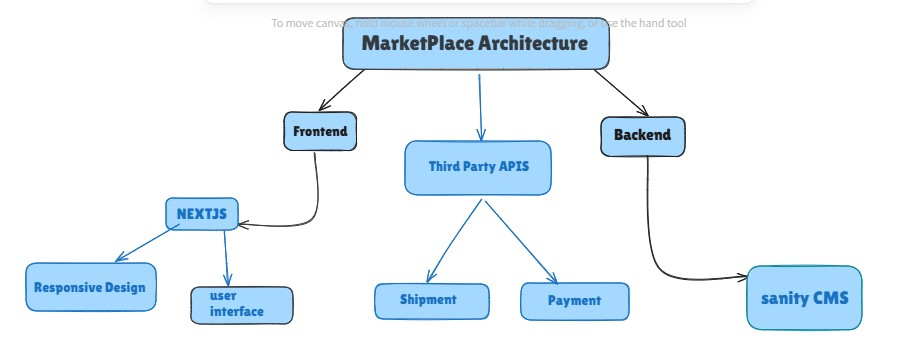 To move canvas, hold mouse wheel or spacebar while dragging, or use the hand tool
MarketPlace Architecture
Frontend
Third Party APIS
Backend
NEXTJS
Responsive Design
user
interface
Shipment
Payment
sanity CMS